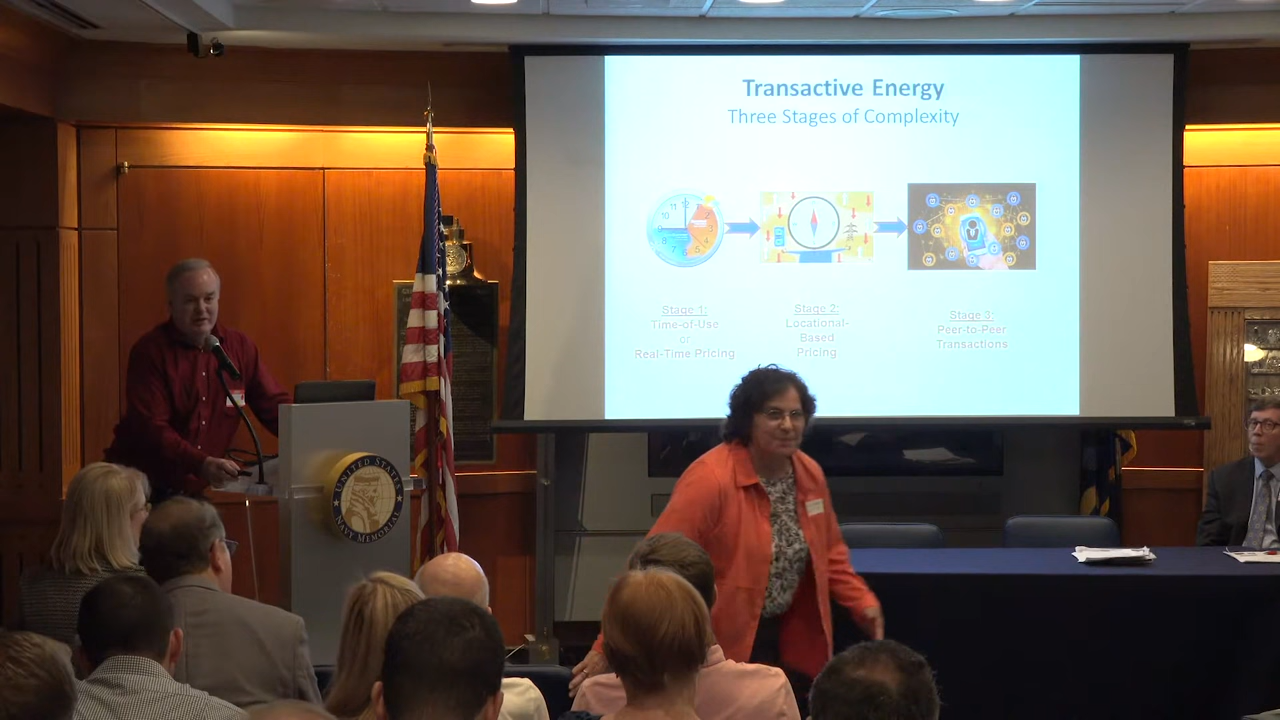 Transactive Energy
Three Stages of Complexity
Stage 1:
Time-of-Use
or
Real-Time Pricing
Stage 2:
Locational-
Based
Pricing
Stage 3:
Peer-to-Peer
Transactions
UNITED STATES
NAVY MEMORIAL